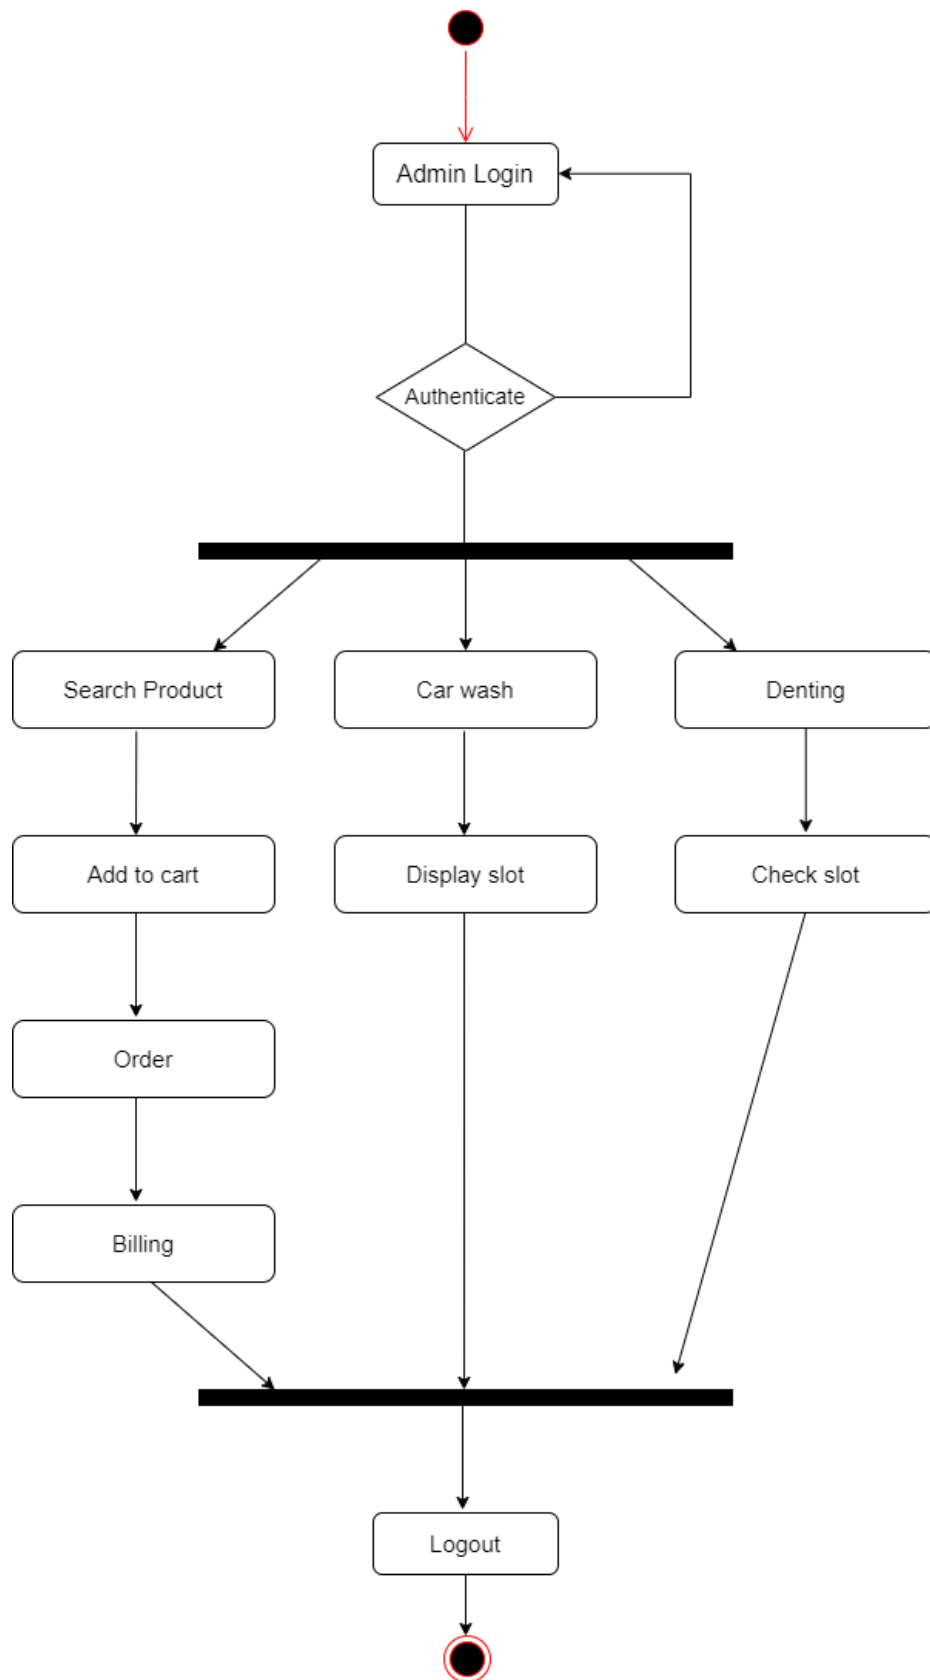 Admin Login
Authenticate
Search Product
Car wash
Denting
Add to cart
Display slot
Check slot
Order
Billing
Logout